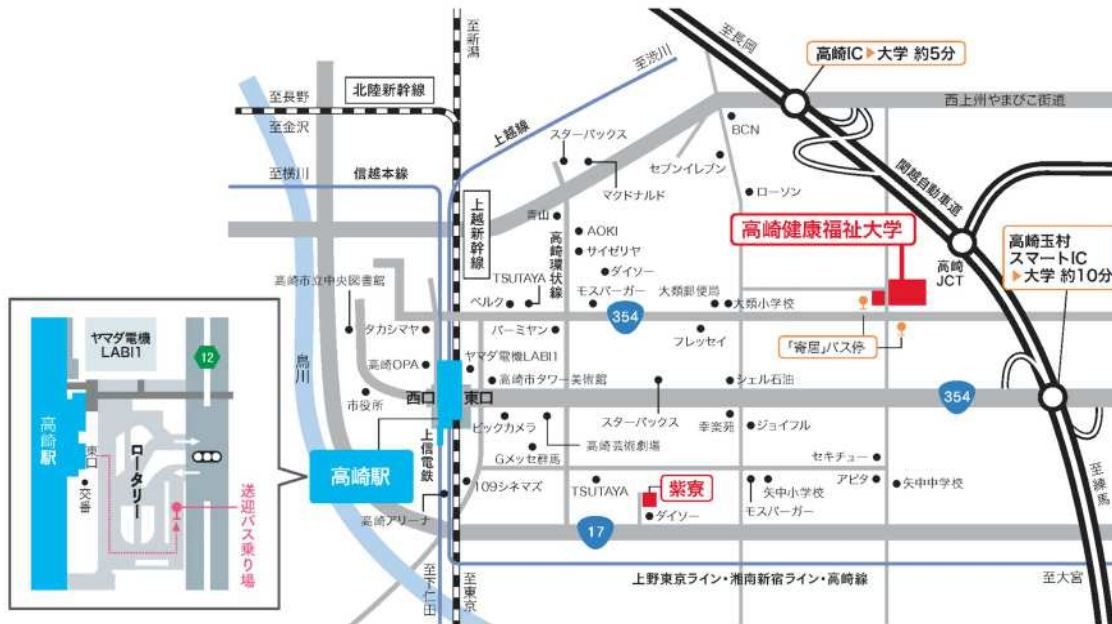 至新潟
至渋川
至長岡
高崎IC▶大学 約5分
北陸新幹線
至長野
至金沢
上越線
西上州やまびこ街道
スターバックス
BCN
セブンイレブン
マクドナルド
至横川
信越本線
ローソン
関越自動車道
上越新幹線
壽山
高崎環状線
AOKI
サイゼリヤ
ダイソー
高崎健康福祉大学
高崎JCT
高崎玉村
スマートIC
▶大学 約10分
高崎市立中央図書館
TSUTAYA
ベルク
モスバーガー
大類郵便局
大類小学校
354
タカシマヤ
バーミヤン
フレッセイ
「寄居」バス停
高崎OPA
ヤマダ電機LABI1
高崎市タワー美術館
シェル石油
烏川
市役所
西口
東口
スターバックス
354
ビックカメラ
高崎芸術劇場
幸楽苑
ジョイフル
上信電鉄
Gメッセ群馬
セキチュー
高崎駅
109シネマズ
TSUTAYA
紫寮
矢中小学校
モスバーガー
アピタ
矢中中学校
至練馬
高崎アリーナ
ダイソー
17
上野東京ライン・湘南新宿ライン・高崎線
至大宮
至下仁田
至東京
ヤマダ電機
LABI1
12
高崎駅
東口
交番
ロータリー
送迎バス乗り場